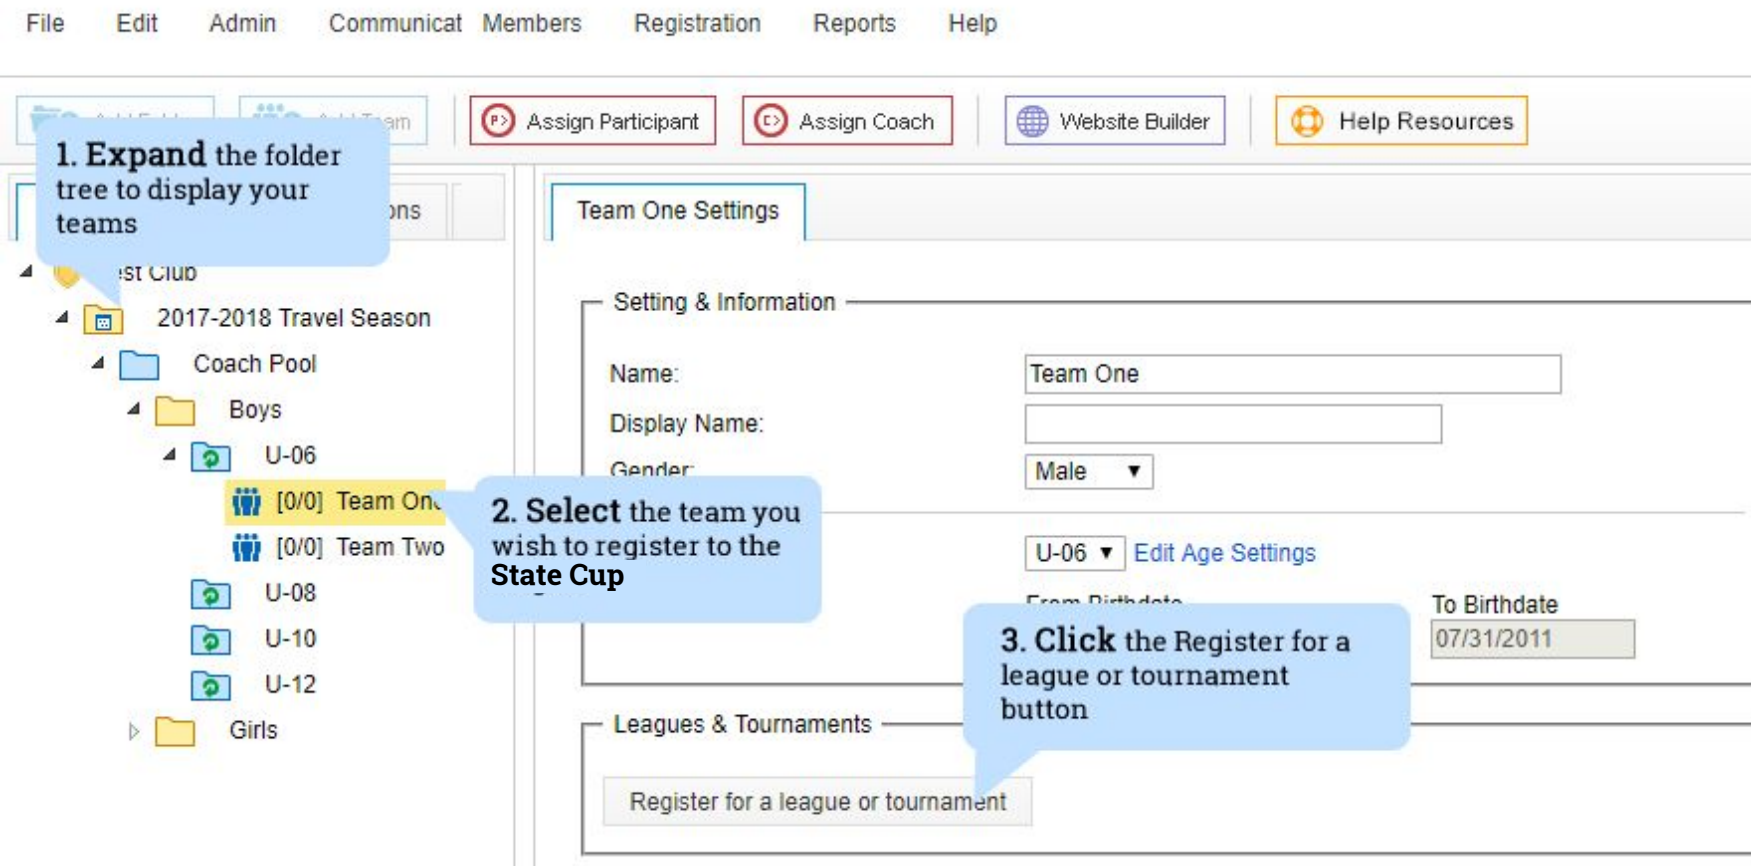 File Edit Admin Communicat Members Registration Reports Help
Assign Participant Assign Coach Website Builder Help Resources
1. Expand the folder
tree to display your
teams
Team One Settings
Club
2017-2018 Travel Season
Coach Pool
Boys
U-06
[0/0] Team One
[0/0] Team Two
U-08
U-10
U-12
Girls
2. Select the team you
wish to register to the
State Cup
Setting & Information
Name: Team One
Display Name:
Gender: Male
U-06 Edit Age Settings
From Birthdate To Birthdate
07/31/2011
3. Click the Register for a
league or tournament
button
Leagues & Tournaments
Register for a league or tournament